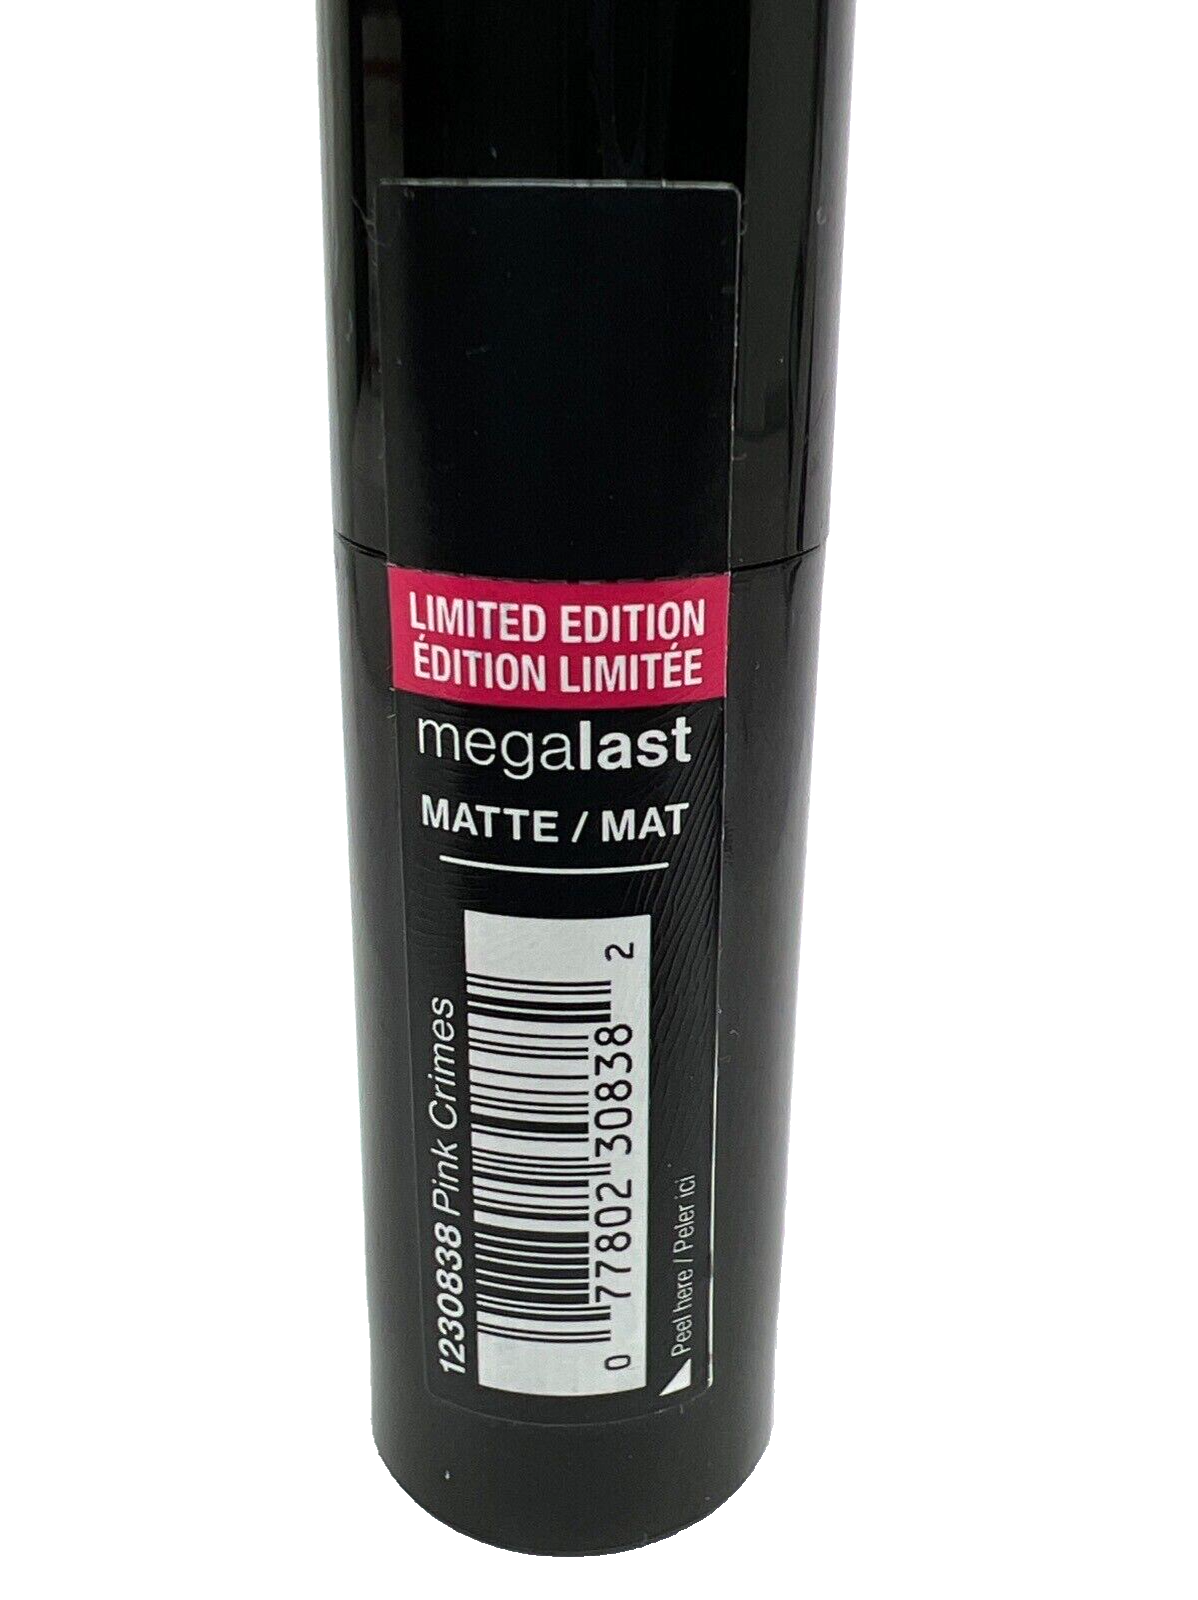 LIMITED EDITION
ÉDITION LIMITÉE
megalast
MATTE / MAT
1230838 Pink Crimes
0 77802 30838 2
Peel here / Peler ici